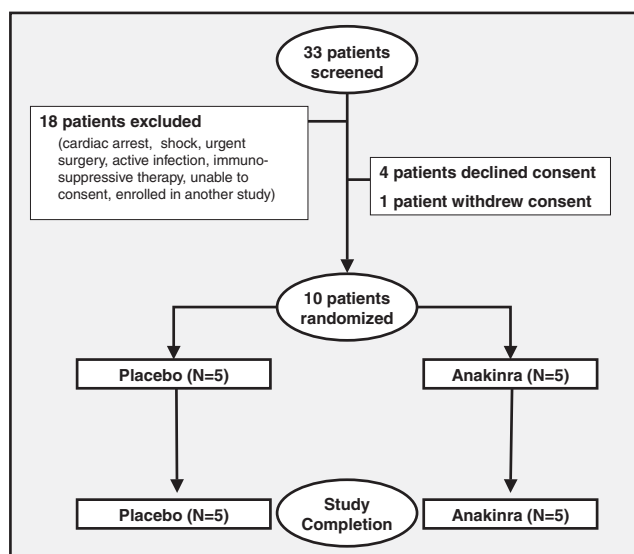 33 patients
screened
18 patients excluded
(cardiac arrest, shock, urgent
surgery, active infection, immuno-
suppressive therapy, unable to
consent, enrolled in another study)
4 patients declined consent
1 patient withdrew consent
10 patients
randomized
Placebo (N=5)
Anakinra (N=5)
Placebo (N=5)
Study
Completion
Anakinra (N=5)